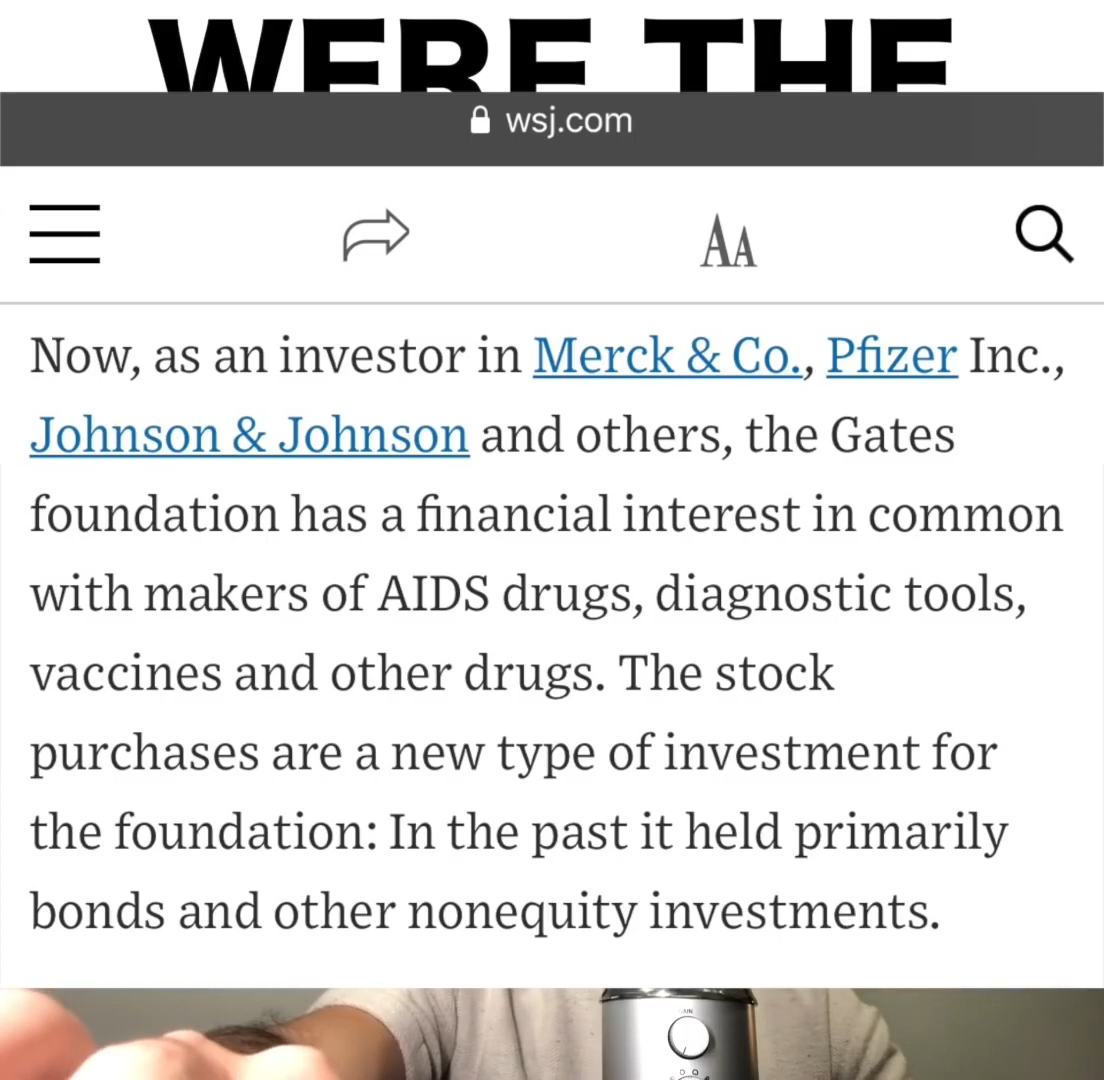 WERE THE
wsj.com
AA
Now, as an investor in Merck & Co., Pfizer Inc.,
Johnson & Johnson and others, the Gates
foundation has a financial interest in common
with makers of AIDS drugs, diagnostic tools,
vaccines and other drugs. The stock
purchases are a new type of investment for
the foundation: In the past it held primarily
bonds and other nonequity investments.
GAIN